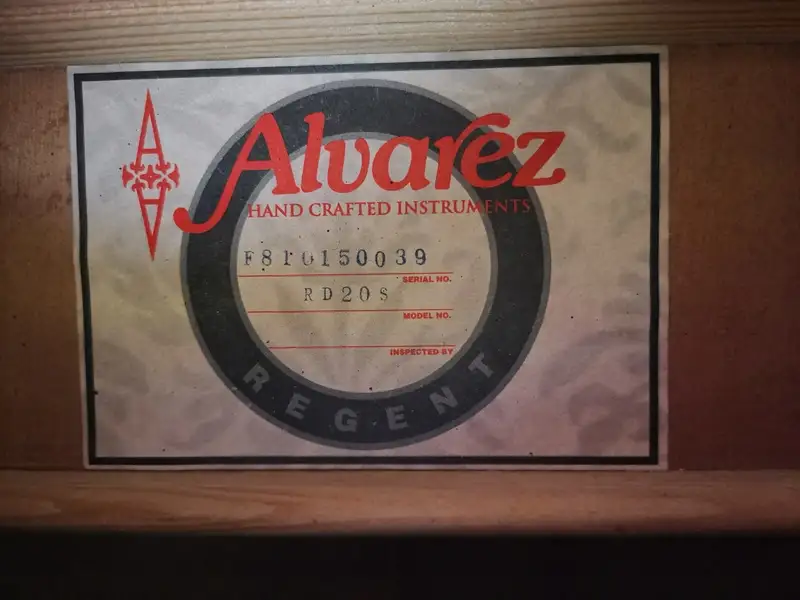 Alvarez
HAND CRAFTED INSTRUMENTS
F810150039
SERIAL NO.
RD20S
MODEL NO.
INSPECTED BY
REGENT